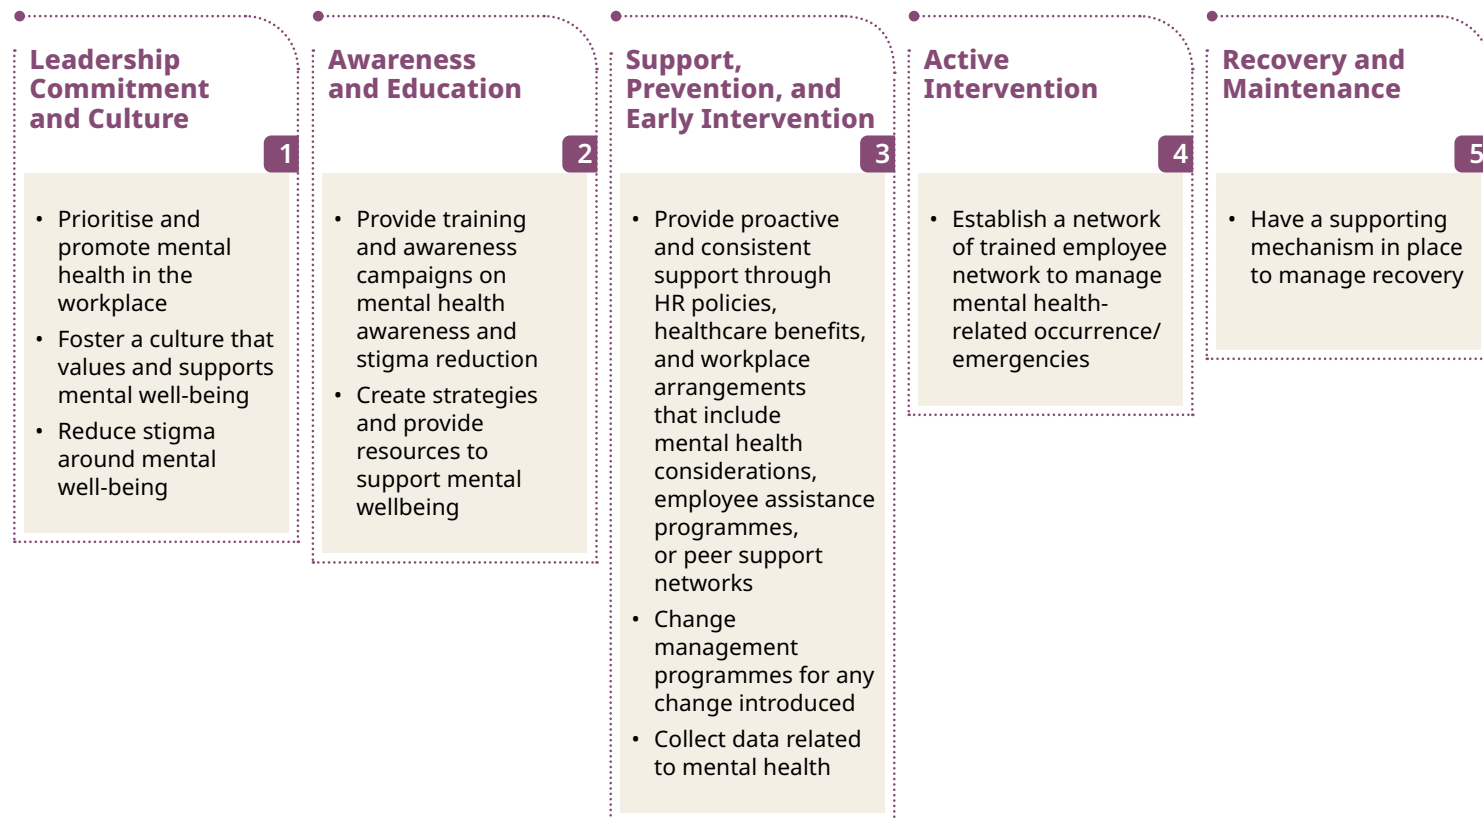 Leadership
Commitment
and Culture
1
• Prioritise and
promote mental
health in the
workplace
• Foster a culture that
values and supports
mental well-being
• Reduce stigma
around mental
well-being
Awareness
and Education
2
• Provide training
and awareness
campaigns on
mental health
awareness and
stigma reduction
• Create strategies
and provide
resources to
support mental
wellbeing
Support,
Prevention, and
Early Intervention
3
• Provide proactive
and consistent
support through
HR policies,
healthcare benefits,
and workplace
arrangements
that include
mental health
considerations,
employee assistance
programmes,
or peer support
networks
• Change
management
programmes for any
change introduced
• Collect data related
to mental health
Active
Intervention
4
• Establish a network
of trained employee
network to manage
mental health-
related occurrence/
emergencies
Recovery and
Maintenance
5
• Have a supporting
mechanism in place
to manage recovery